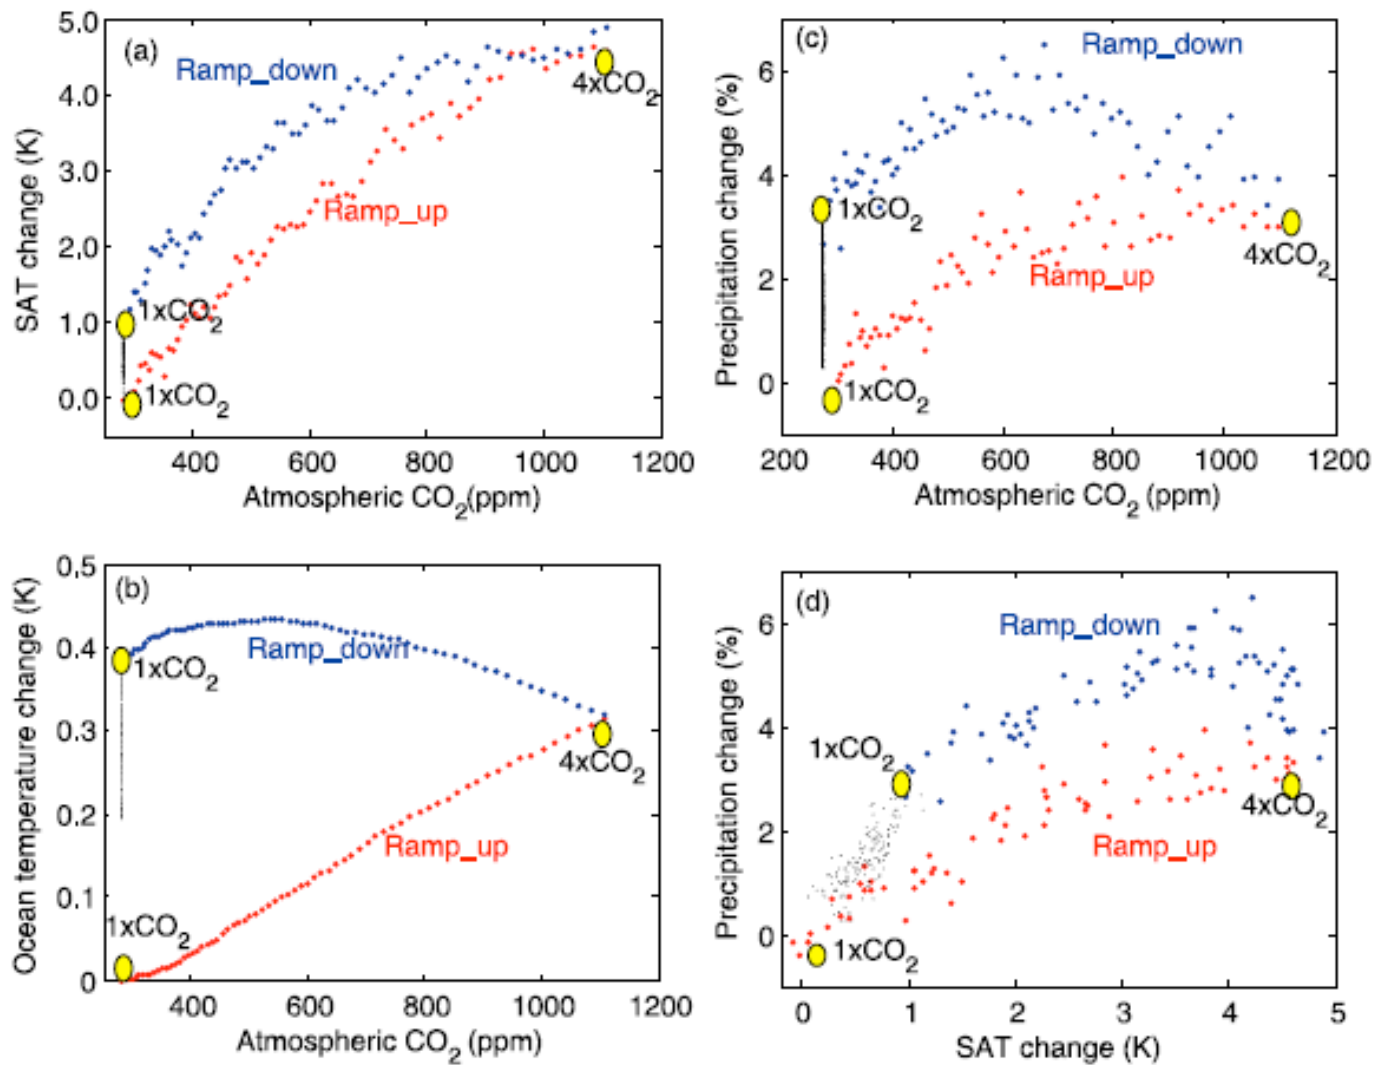 (a)
Ramp_down
4xCO2
Ramp_up
1xCO2
1xCO2
SAT change (K)
5.0
4.0
3.0
2.0
1.0
0.0
400 600 800 1000 1200
Atmospheric CO2(ppm)
(c)
Ramp_down
1xCO2
4xCO2
Ramp_up
1xCO2
Precipitation change (%)
6
4
2
0
200 400 600 800 1000 1200
Atmospheric CO2 (ppm)
(b)
Ramp_down
1xCO2
4xCO2
Ramp_up
1xCO2
Ocean temperature change (K)
0.5
0.4
0.3
0.2
0.1
0
400 600 800 1000 1200
Atmospheric CO2 (ppm)
(d)
Ramp_down
1xCO2
4xCO2
Ramp_up
1xCO2
Precipitation change (%)
6
4
2
0
0 1 2 3 4 5
SAT change (K)